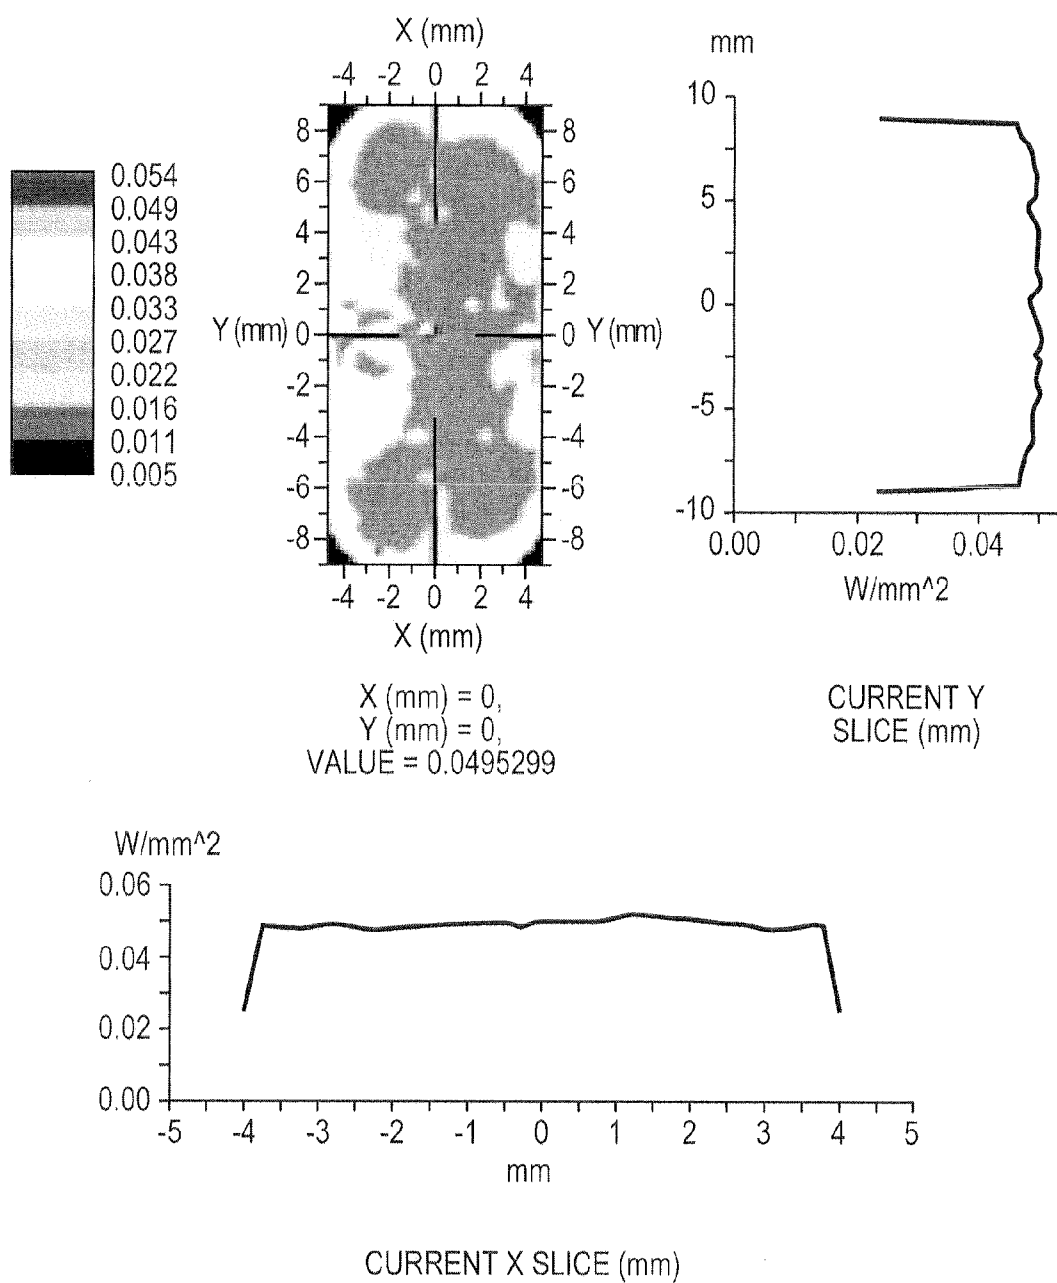 X (mm)
-4 -2 0 2 4
8 8
6 6
4 4
2 2
Y (mm) 0 0 Y (mm)
-2 -2
-4 -4
-6 -6
-8 -8
-4 -2 0 2 4
X (mm)
0.054
0.049
0.043
0.038
0.033
0.027
0.022
0.016
0.011
0.005
mm
10
5
0
-5
-10
0.00 0.02 0.04
W/mm^2
X (mm) = 0,
Y (mm) = 0,
VALUE = 0.0495299
CURRENT Y
SLICE (mm)
W/mm^2
0.06
0.04
0.02
0.00
-5 -4 -3 -2 -1 0 1 2 3 4 5
mm
CURRENT X SLICE (mm)